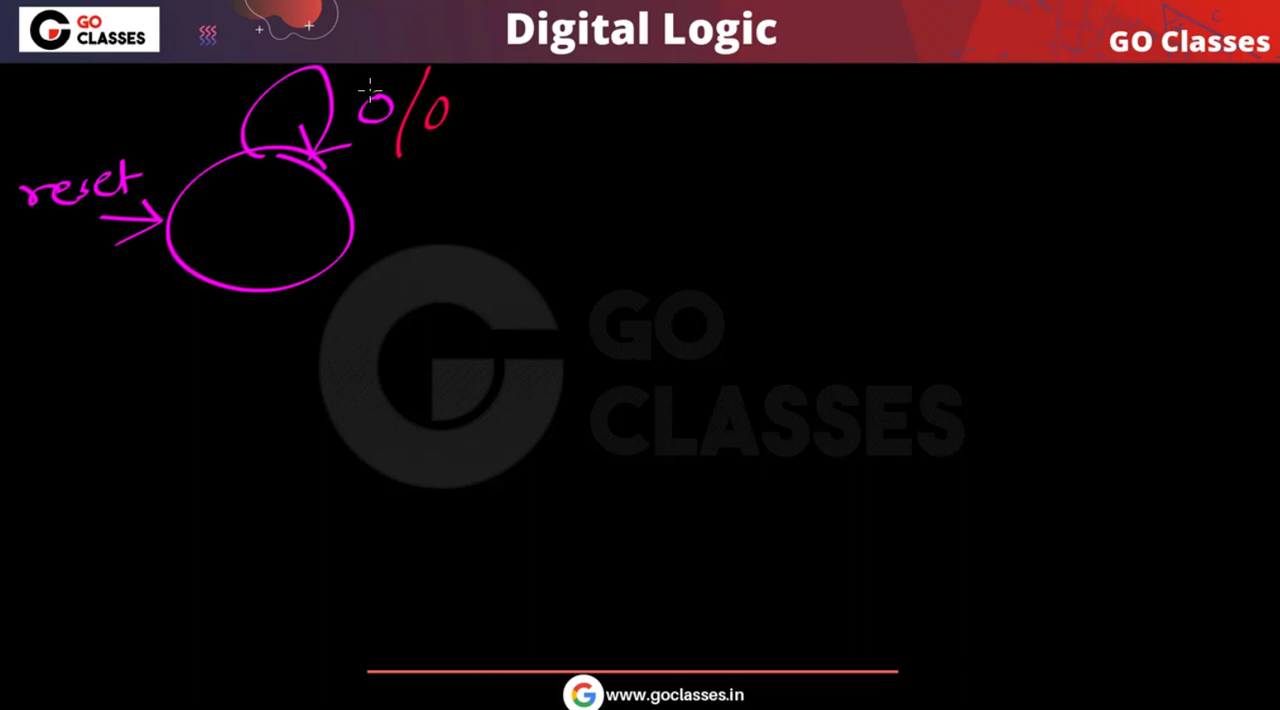 GO
CLASSES
Digital Logic
GO Classes
0/0
reset
GO
CLASSES
www.goclasses.in